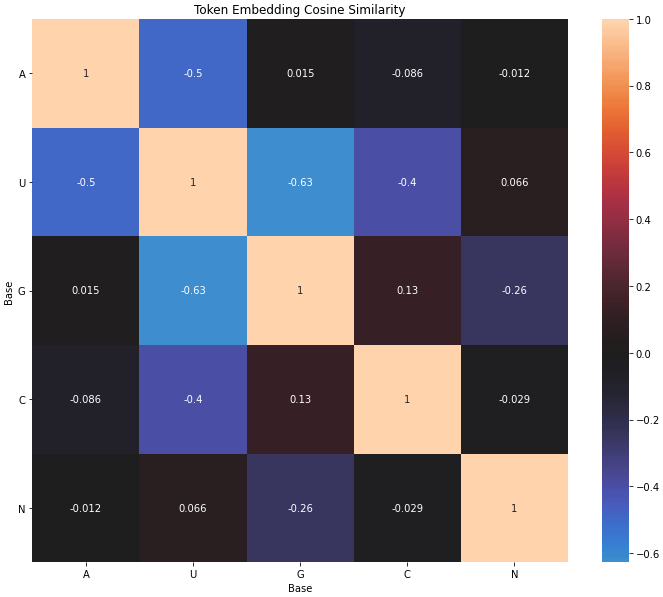 Token Embedding Cosine Similarity
A 1 -0.5 0.015 -0.086 -0.012
U -0.5 1 -0.63 -0.4 0.066
G 0.015 -0.63 1 0.13 -0.26
C -0.086 -0.4 0.13 1 -0.029
N -0.012 0.066 -0.26 -0.029 1
A U G C N
Base
Base
1.0
0.8
0.6
0.4
0.2
0.0
−0.2
−0.4
−0.6